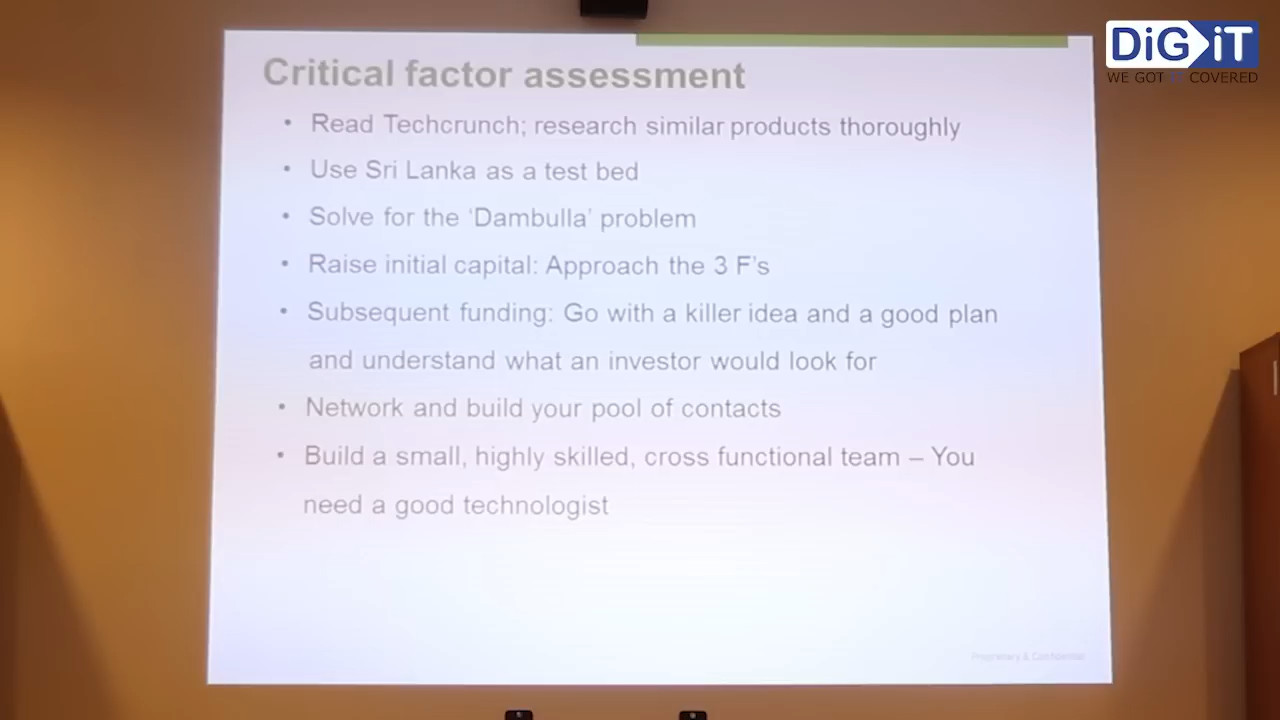 DiGiT
WE GOT IT COVERED
Critical factor assessment
• Read Techcrunch; research similar products thoroughly
• Use Sri Lanka as a test bed
• Solve for the ‘Dambulla’ problem
• Raise initial capital: Approach the 3 F’s
• Subsequent funding: Go with a killer idea and a good plan
and understand what an investor would look for
• Network and build your pool of contacts
• Build a small, highly skilled, cross functional team – You
need a good technologist
Proprietary & Confidential